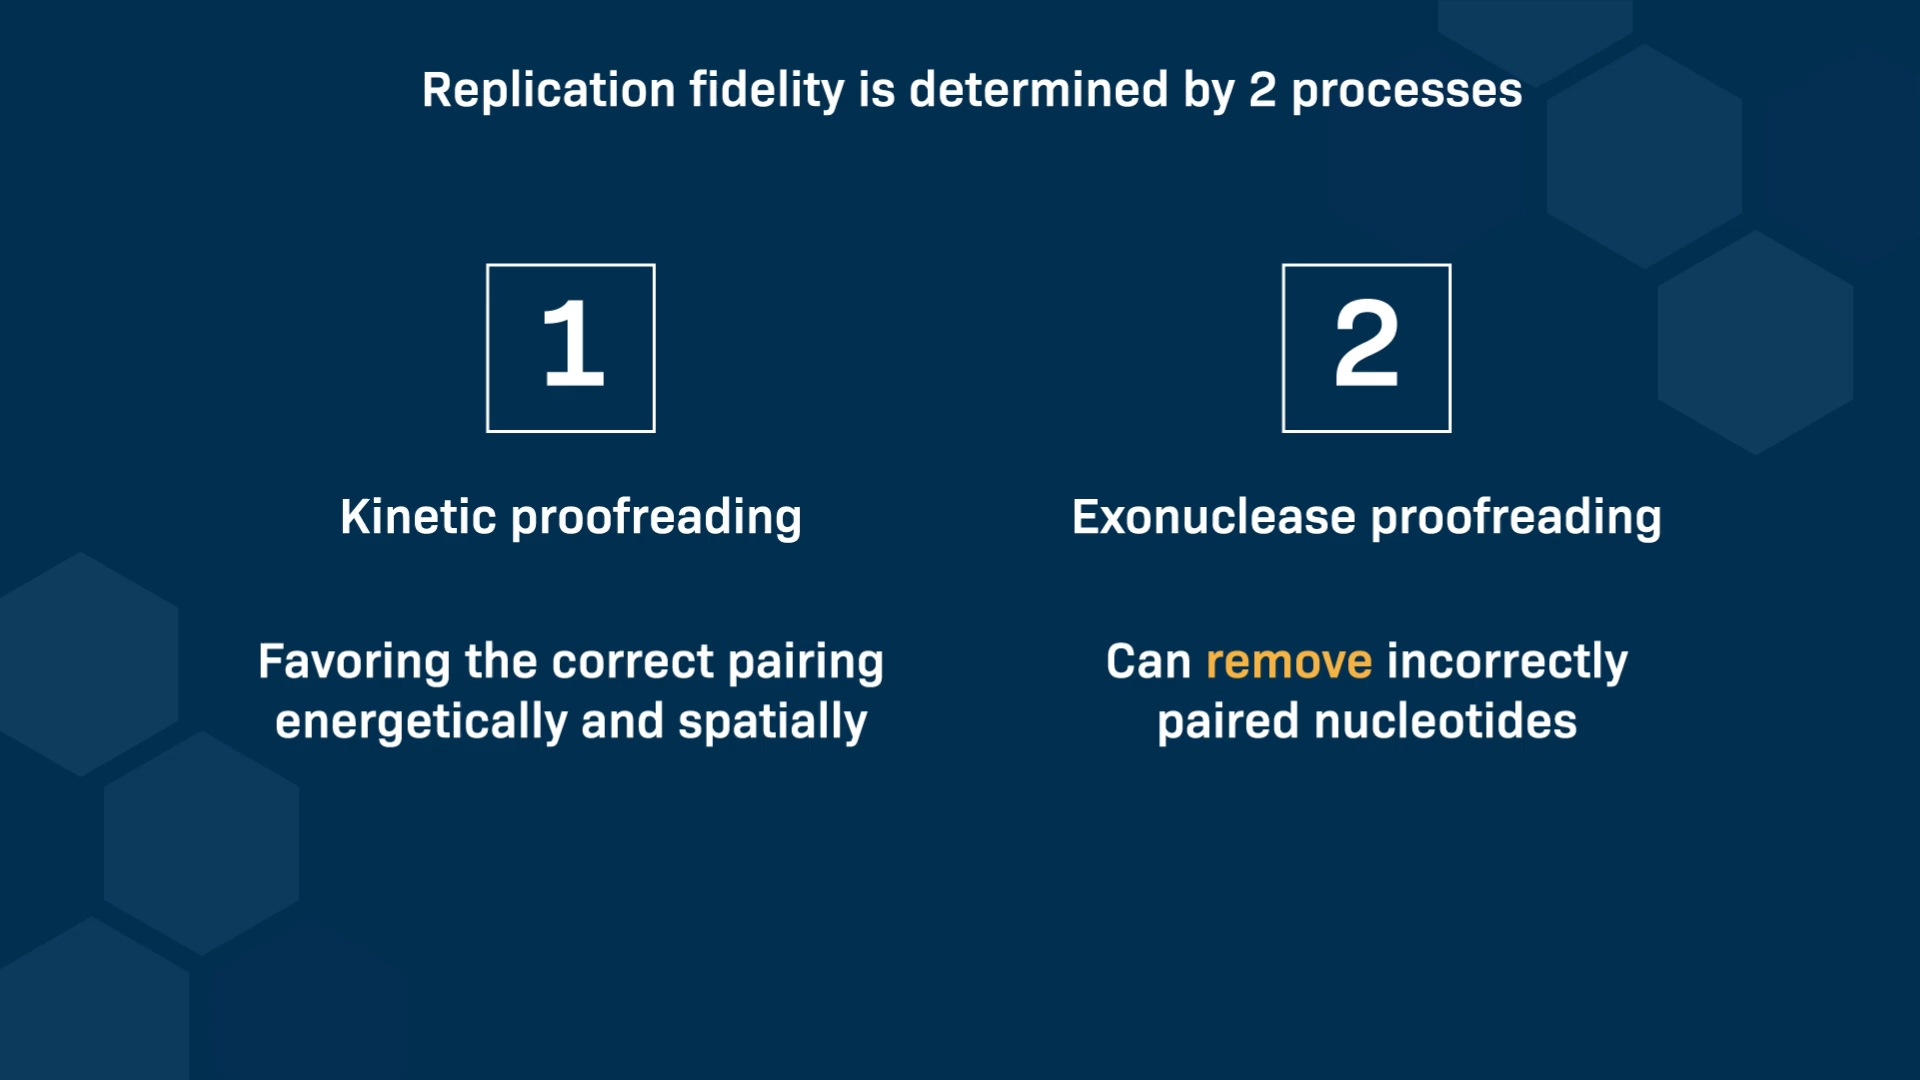 Replication fidelity is determined by 2 processes
1
Kinetic proofreading
Favoring the correct pairing
energetically and spatially
2
Exonuclease proofreading
Can remove incorrectly
paired nucleotides